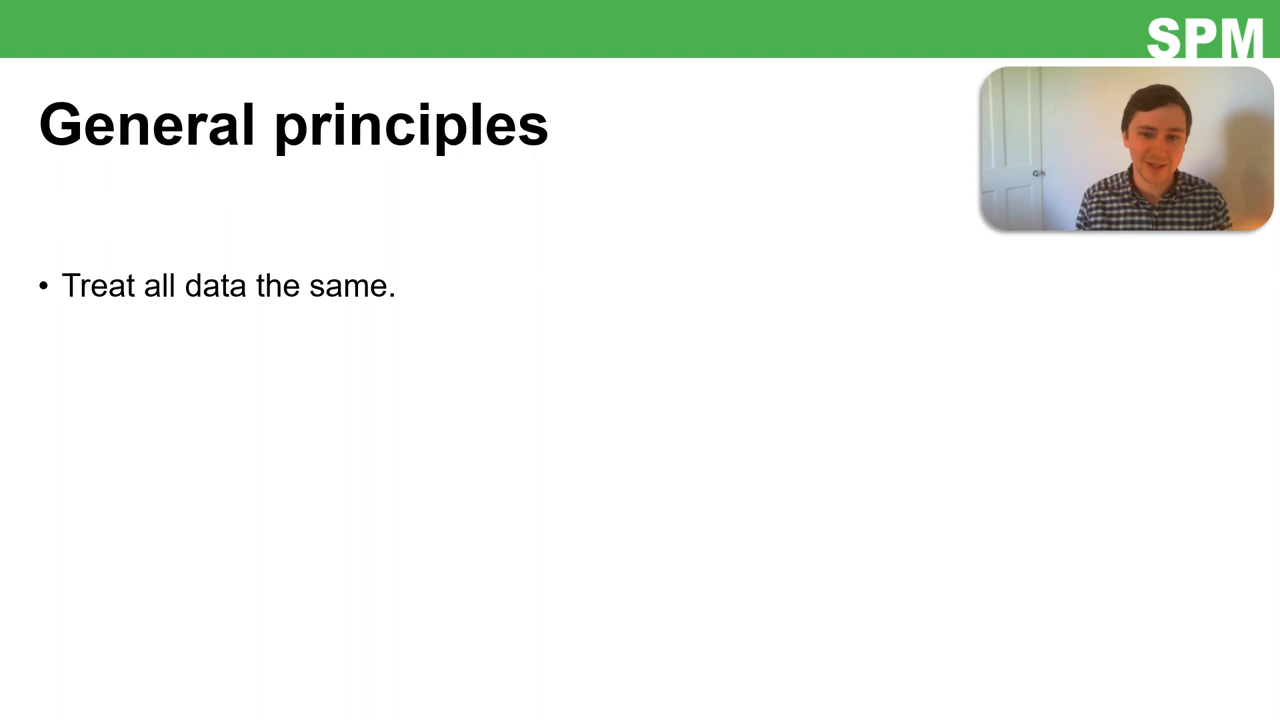 SPM
General principles
• Treat all data the same.